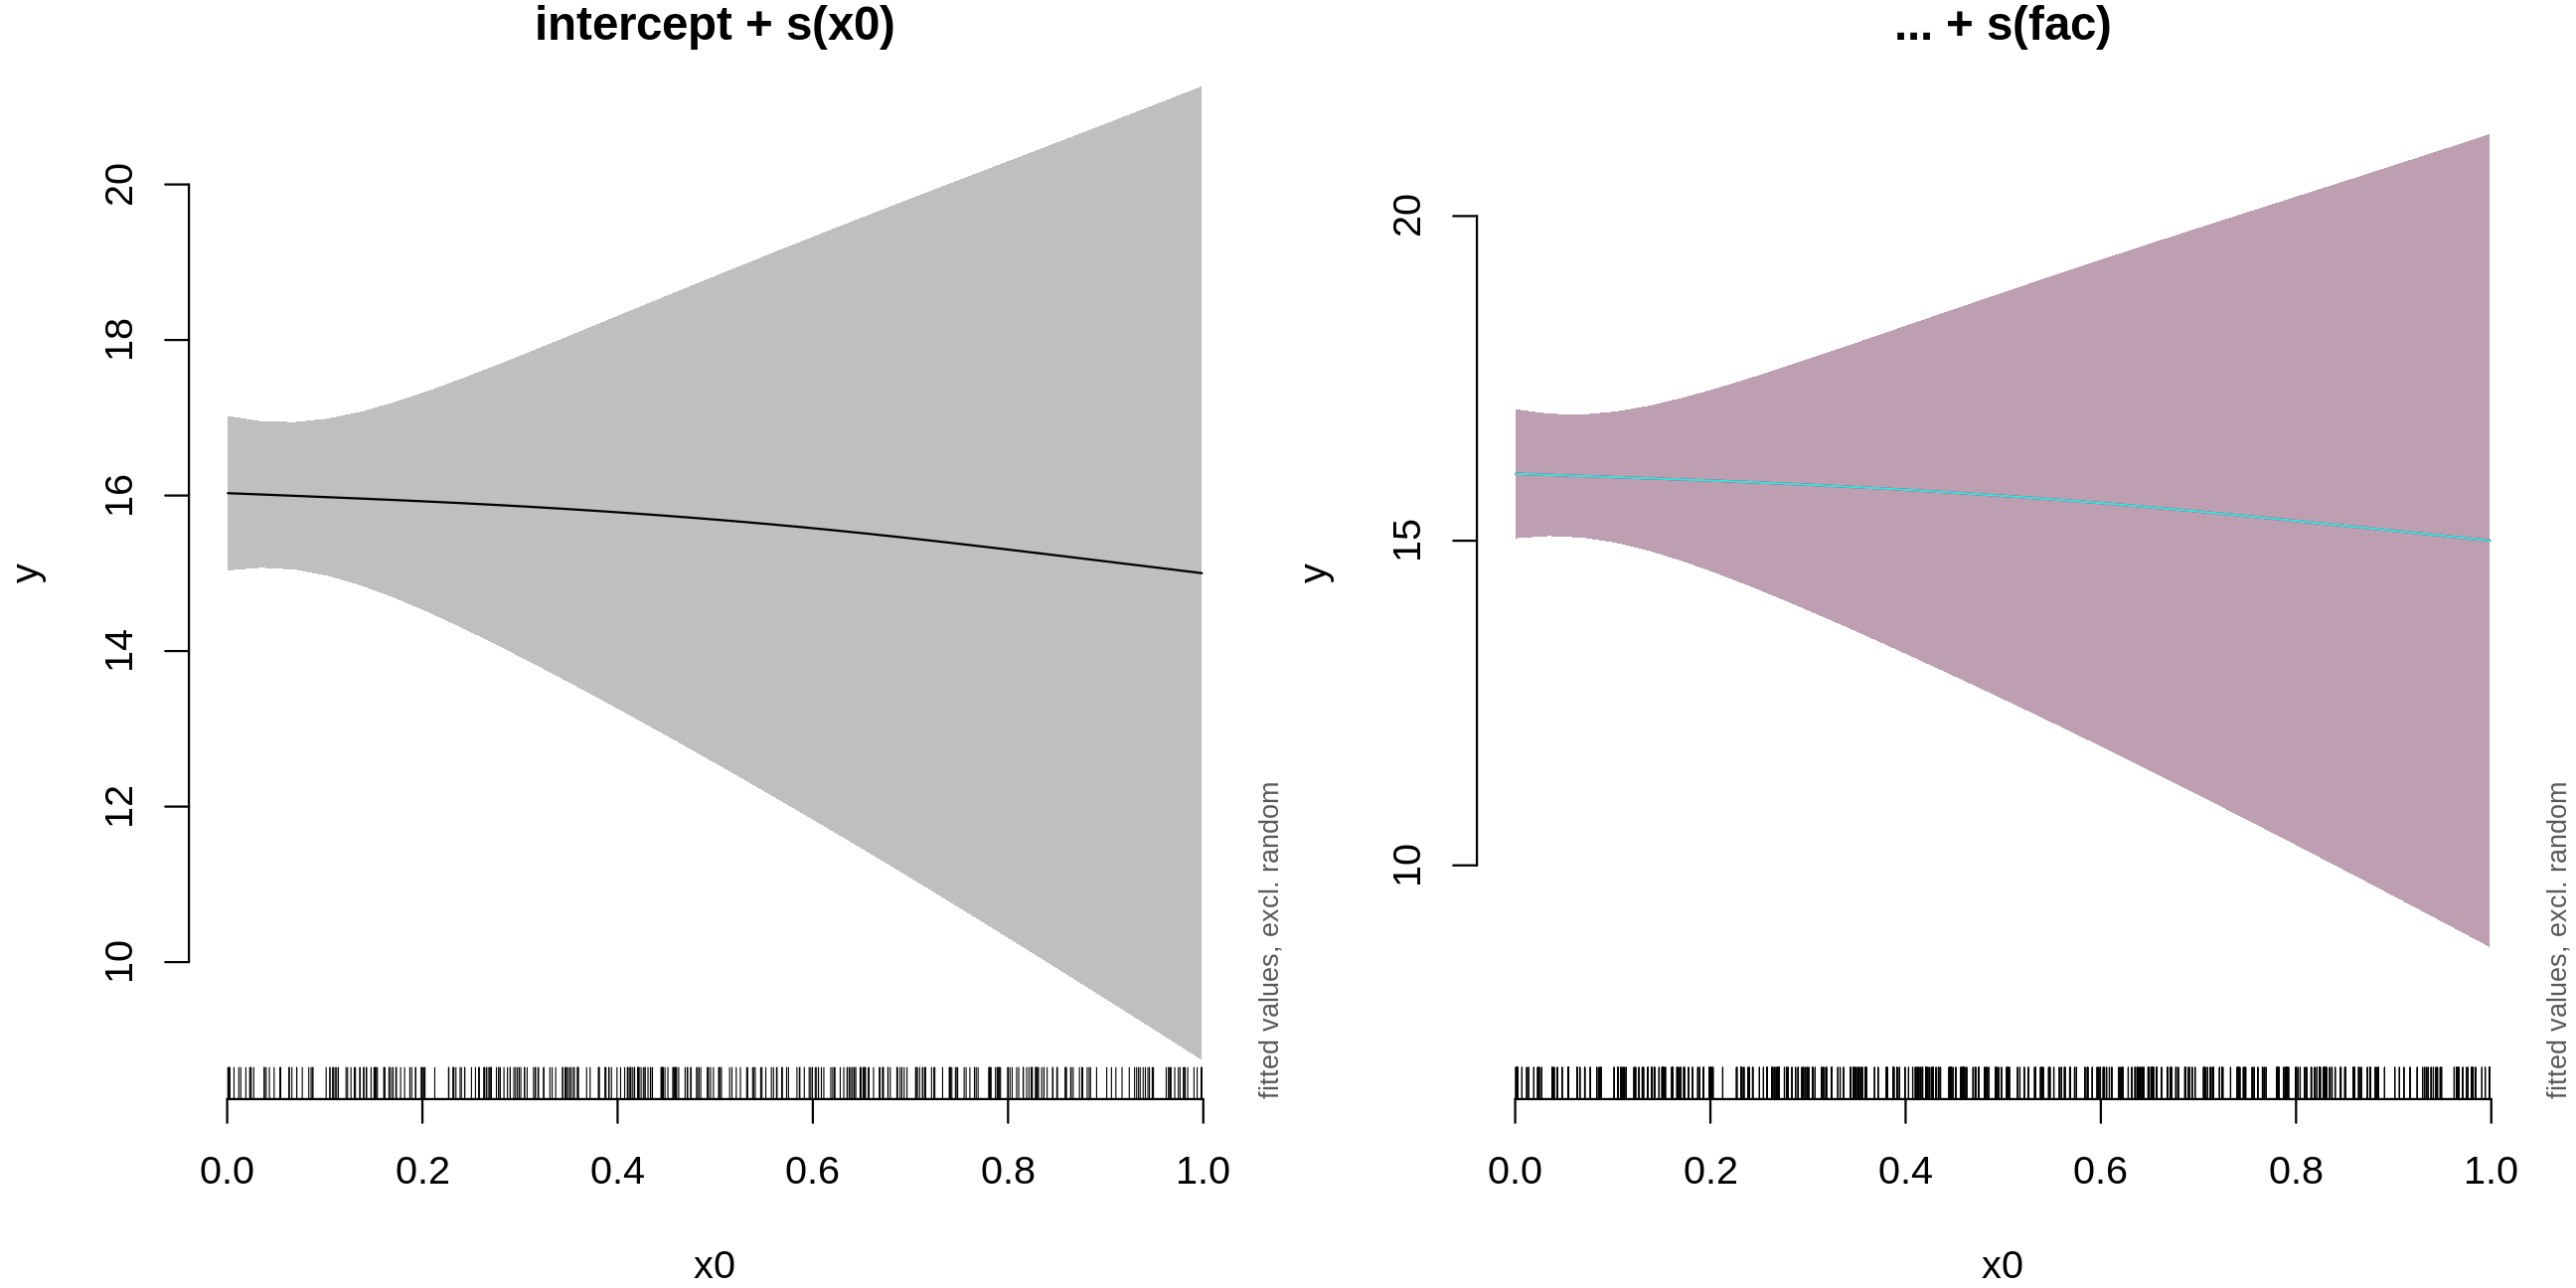 intercept + s(x0)
20
18
16
14
12
10
y
0.0 0.2 0.4 0.6 0.8 1.0
x0
fitted values, excl. random
... + s(fac)
20
15
10
y
0.0 0.2 0.4 0.6 0.8 1.0
x0
fitted values, excl. random